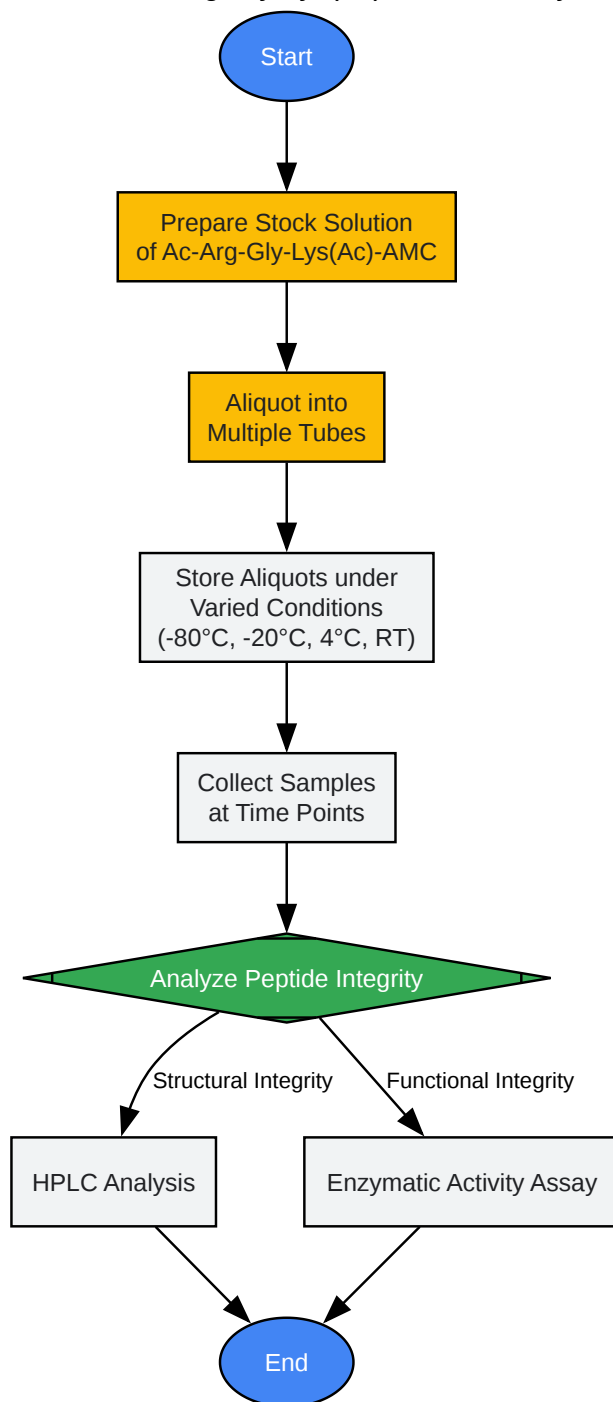 Start
Prepare Stock Solution
of Ac-Arg-Gly-Lys(Ac)-AMC
Aliquot into
Multiple Tubes
Store Aliquots under
Varied Conditions
(-80°C, -20°C, 4°C, RT)
Collect Samples
at Time Points
Analyze Peptide Integrity
Structural Integrity
Functional Integrity
HPLC Analysis
Enzymatic Activity Assay
End